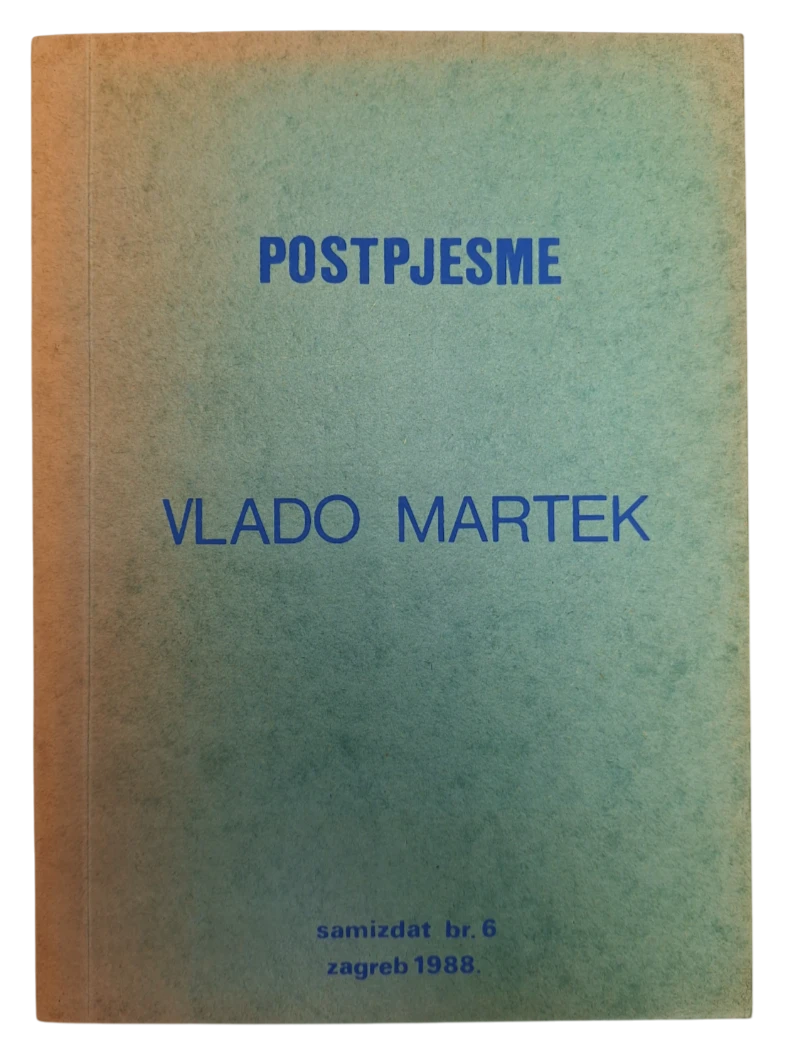 POSTPJESME
VLADO MARTEK
samizdat br. 6
zagreb 1988.